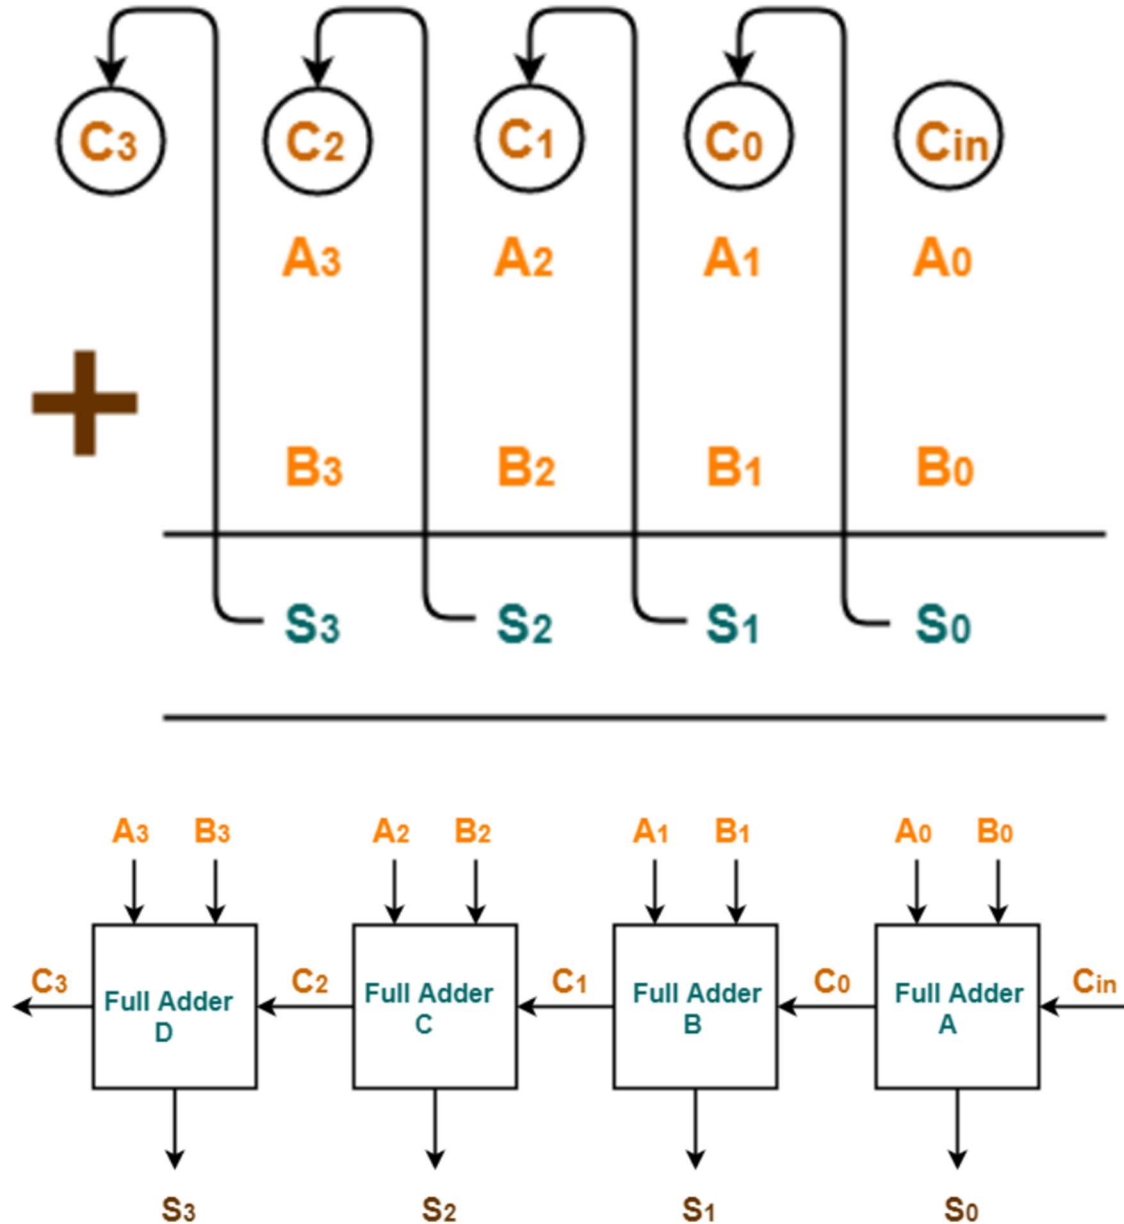 C3 C2 C1 C0 Cin
A3 A2 A1 A0
+
B3 B2 B1 B0
S3 S2 S1 S0
A3 B3 A2 B2 A1 B1 A0 B0
C3 Full Adder D C2 Full Adder C C1 Full Adder B C0 Full Adder A Cin
S3 S2 S1 S0